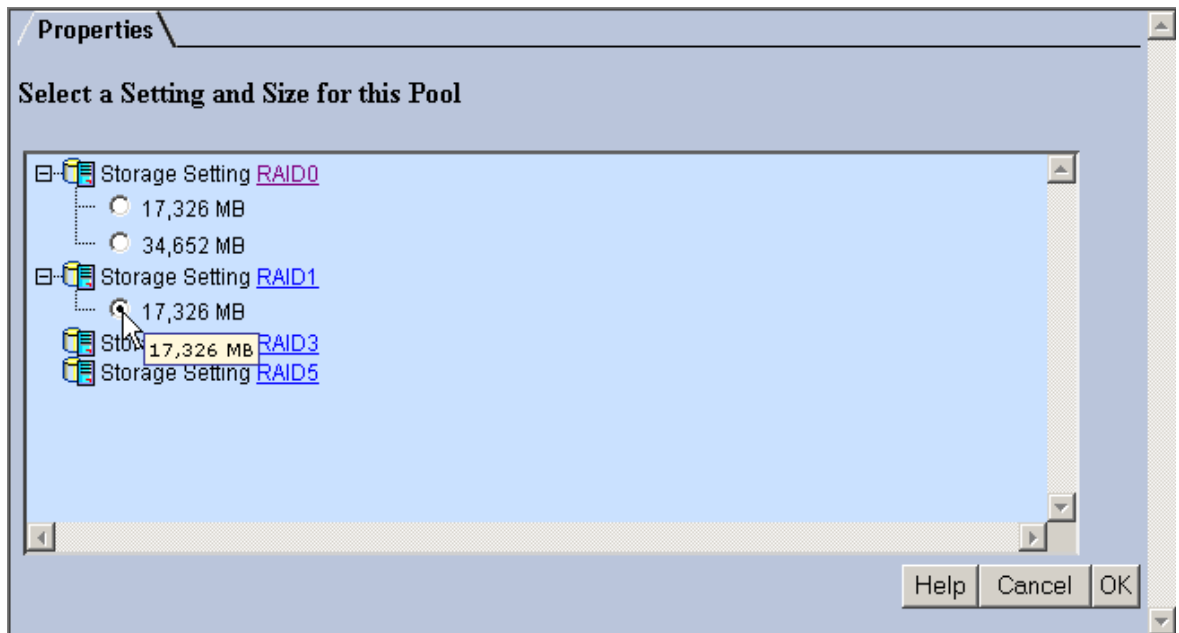 Properties
Select a Setting and Size for this Pool
Storage Setting RAID0
17,326 MB
34,652 MB
Storage Setting RAID1
17,326 MB
RAID3
17,326 MB
Storage Setting RAID5
Help Cancel OK